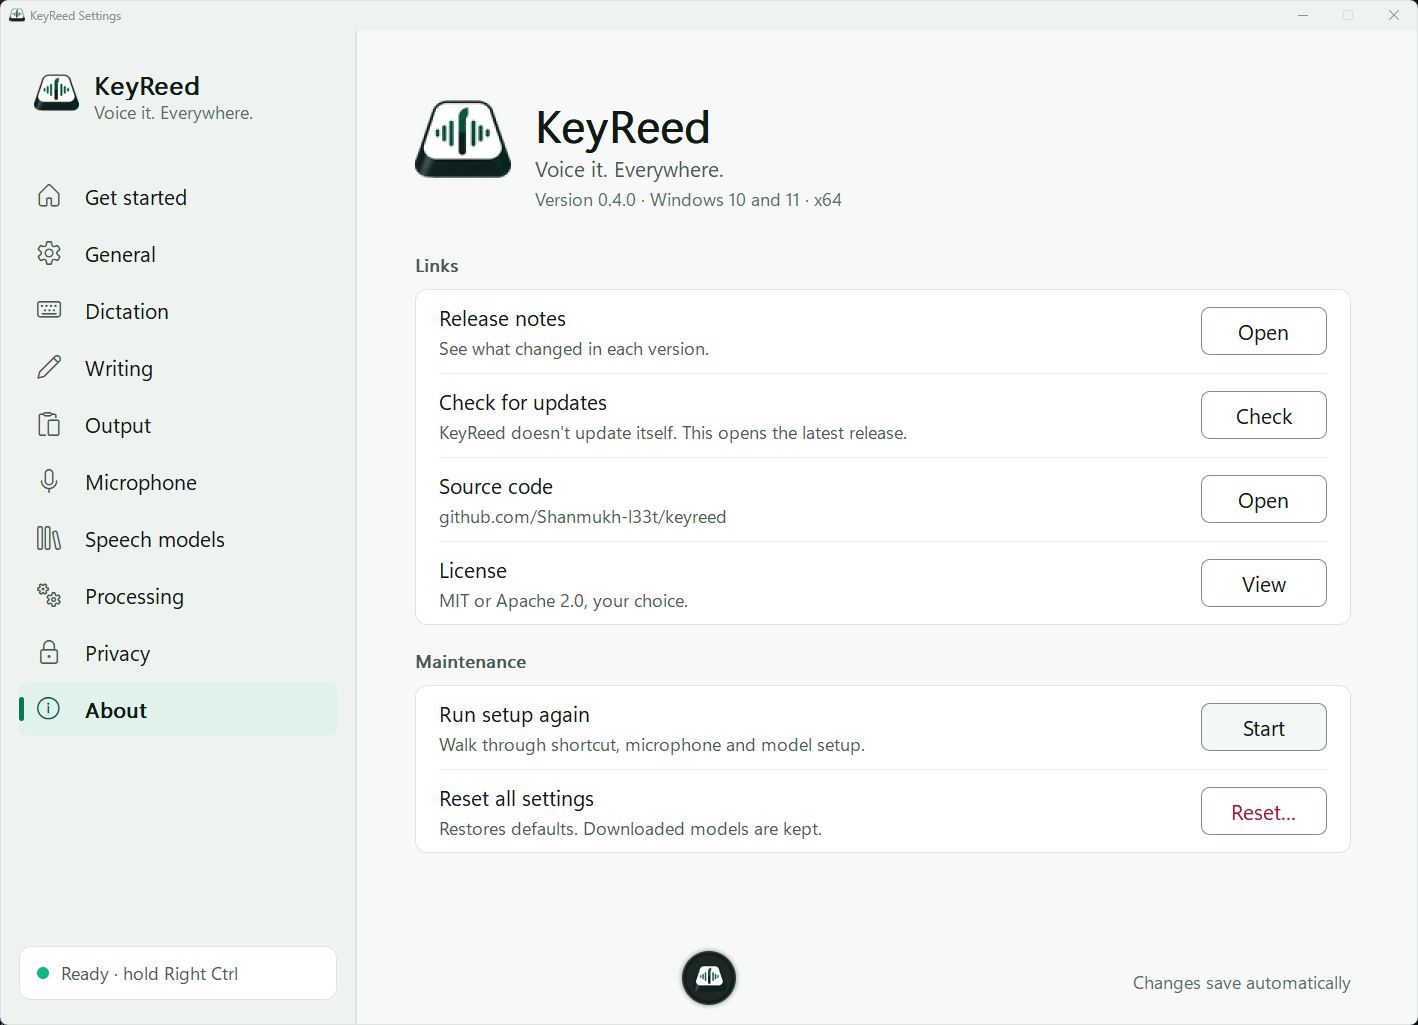 KeyReed Settings
KeyReed
Voice it. Everywhere.
Get started
General
Dictation
Writing
Output
Microphone
Speech models
Processing
Privacy
About
Ready · hold Right Ctrl
KeyReed
Voice it. Everywhere.
Version 0.4.0 · Windows 10 and 11 · x64
Links
Release notes
See what changed in each version.
Open
Check for updates
KeyReed doesn't update itself. This opens the latest release.
Check
Source code
github.com/Shanmukh-l33t/keyreed
Open
License
MIT or Apache 2.0, your choice.
View
Maintenance
Run setup again
Walk through shortcut, microphone and model setup.
Start
Reset all settings
Restores defaults. Downloaded models are kept.
Reset...
Changes save automatically